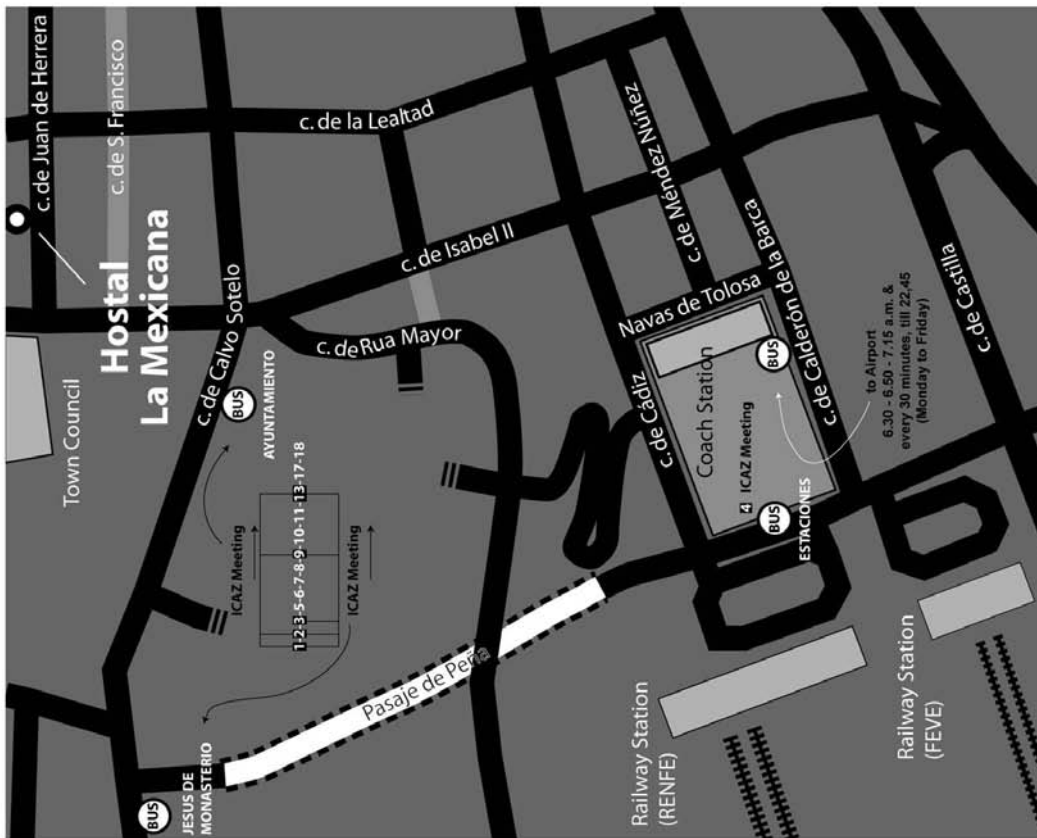 c. de Juan de Herrera
c. de S. Francisco
Hostal
La Mexicana
Town Council
c. de la Lealtad
c. de Calvo Sotelo
c. de Isabel II
c. de Rua Mayor
BUS
AYUNTAMIENTO
ICAZ Meeting
1-2-3-5-6-7-8-9-10-11-13-17-18
ICAZ Meeting
Pasaje de Peña
BUS
JESUS DE
MONASTERIO
c. de Méndez Núñez
Navas de Tolosa
c. de Calderón de la Barca
c. de Cádiz
Coach Station
BUS
4 ICAZ Meeting
BUS
ESTACIONES
to Airport
6.30 - 6.50 - 7.15 a.m. &
every 30 minutes, till 22,45
(Monday to Friday)
c. de Castilla
Railway Station
(RENFE)
Railway Station
(FEVE)